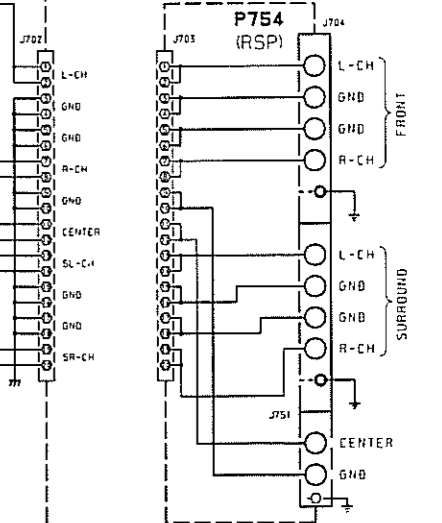 P754
(RSP)
J702
J703
J704
L-CH
GND
GND
R-CH
GND
CENTER
SL-CH
GND
GND
SR-CH
L-CH
GND
GND
R-CH
FRONT
L-CH
GND
GND
R-CH
SURROUND
J751
CENTER
GND